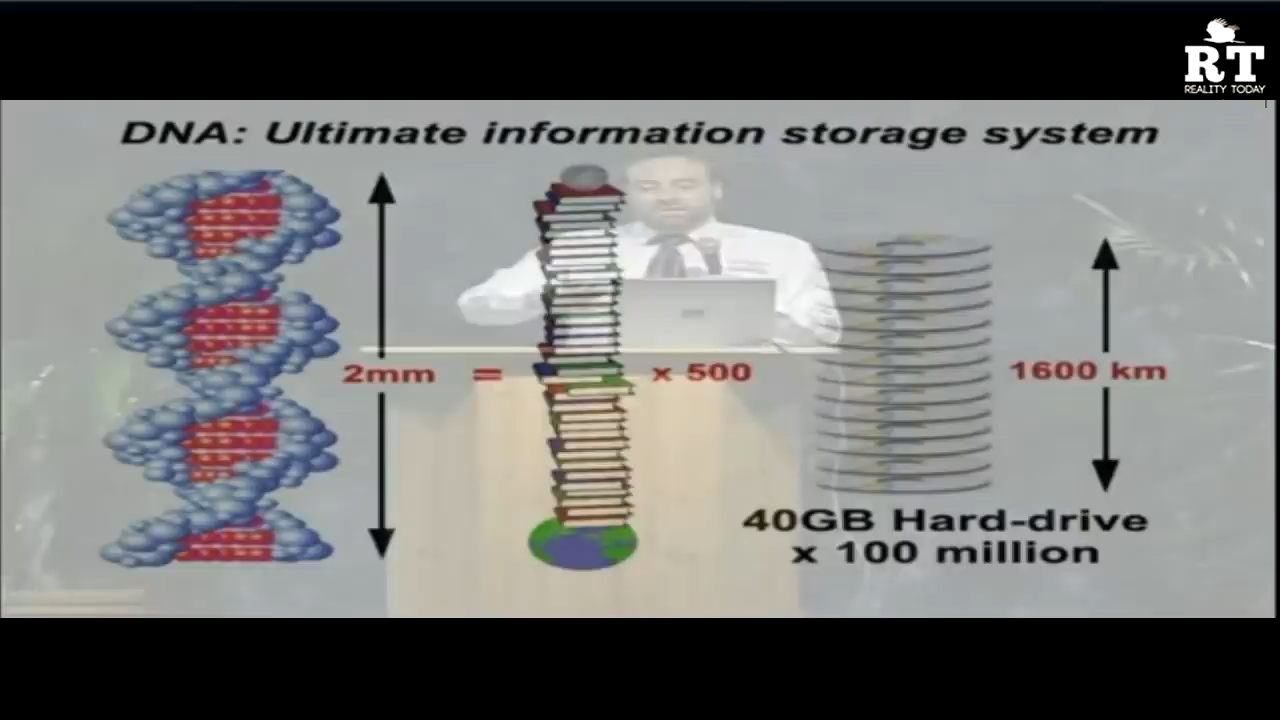 RT
REALITY TODAY
DNA: Ultimate information storage system
2mm = x 500
1600 km
40GB Hard-drive
x 100 million